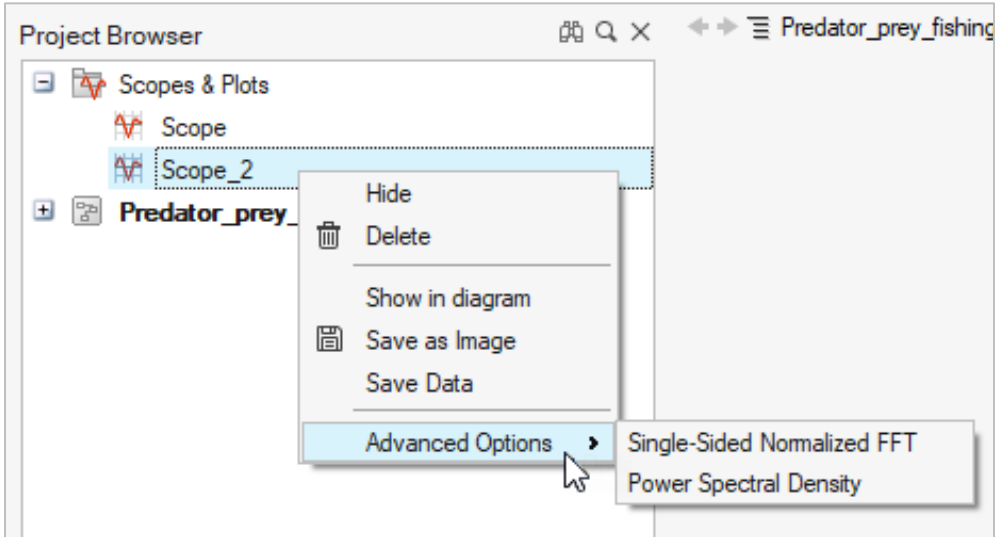 Project Browser
Predator_prey_fishing
Scopes & Plots
Scope
Scope_2
Predator_prey_
Hide
Delete
Show in diagram
Save as Image
Save Data
Advanced Options
Single-Sided Normalized FFT
Power Spectral Density